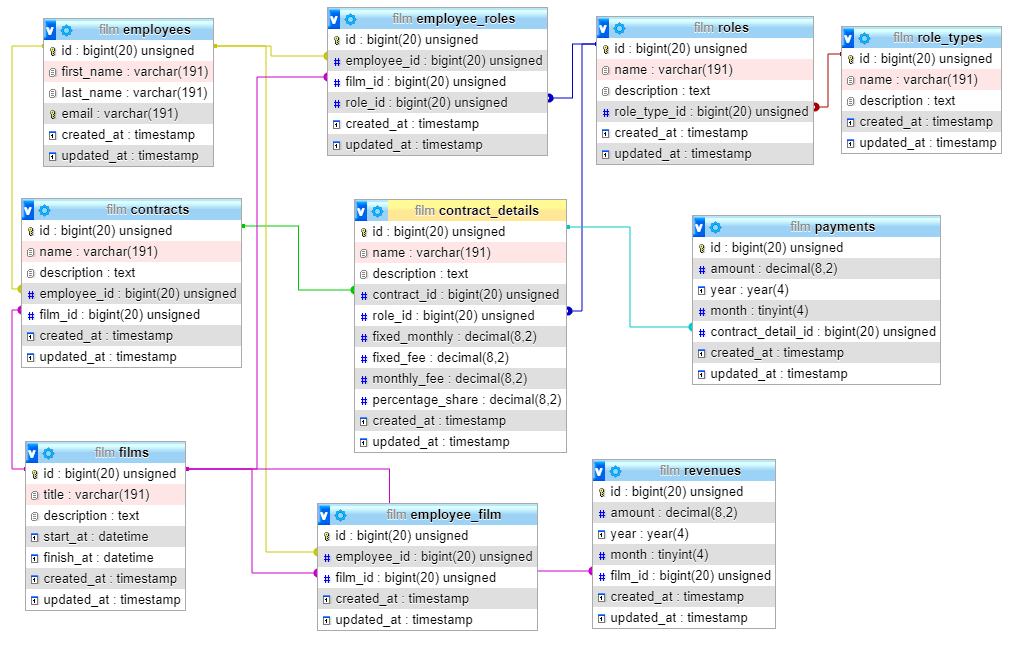 film employees
id : bigint(20) unsigned
first_name : varchar(191)
last_name : varchar(191)
email : varchar(191)
created_at : timestamp
updated_at : timestamp
film employee_roles
id : bigint(20) unsigned
employee_id : bigint(20) unsigned
film_id : bigint(20) unsigned
role_id : bigint(20) unsigned
created_at : timestamp
updated_at : timestamp
film roles
id : bigint(20) unsigned
name : varchar(191)
description : text
role_type_id : bigint(20) unsigned
created_at : timestamp
updated_at : timestamp
film role_types
id : bigint(20) unsigned
name : varchar(191)
description : text
created_at : timestamp
updated_at : timestamp
film contracts
id : bigint(20) unsigned
name : varchar(191)
description : text
employee_id : bigint(20) unsigned
film_id : bigint(20) unsigned
created_at : timestamp
updated_at : timestamp
film contract_details
id : bigint(20) unsigned
name : varchar(191)
description : text
contract_id : bigint(20) unsigned
role_id : bigint(20) unsigned
fixed_monthly : decimal(8,2)
fixed_fee : decimal(8,2)
monthly_fee : decimal(8,2)
percentage_share : decimal(8,2)
created_at : timestamp
updated_at : timestamp
film payments
id : bigint(20) unsigned
amount : decimal(8,2)
year : year(4)
month : tinyint(4)
contract_detail_id : bigint(20) unsigned
created_at : timestamp
updated_at : timestamp
film films
id : bigint(20) unsigned
title : varchar(191)
description : text
start_at : datetime
finish_at : datetime
created_at : timestamp
updated_at : timestamp
film employee_film
id : bigint(20) unsigned
employee_id : bigint(20) unsigned
film_id : bigint(20) unsigned
created_at : timestamp
updated_at : timestamp
film revenues
id : bigint(20) unsigned
amount : decimal(8,2)
year : year(4)
month : tinyint(4)
film_id : bigint(20) unsigned
created_at : timestamp
updated_at : timestamp